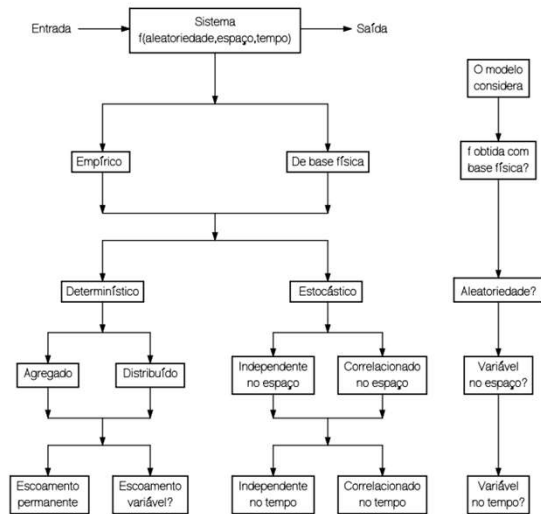 Entrada
Sistema
f(aleatoriedade,espaço,tempo)
Saída
O modelo
considera
Empírico
De base física
f obtida com
base física?
Determinístico
Estocástico
Aleatoriedade?
Agregado
Distribuído
Independente
no espaço
Correlacionado
no espaço
Variável
no espaço?
Escoamento
permanente
Escoamento
variável?
Independente
no tempo
Correlacionado
no tempo
Variável
no tempo?